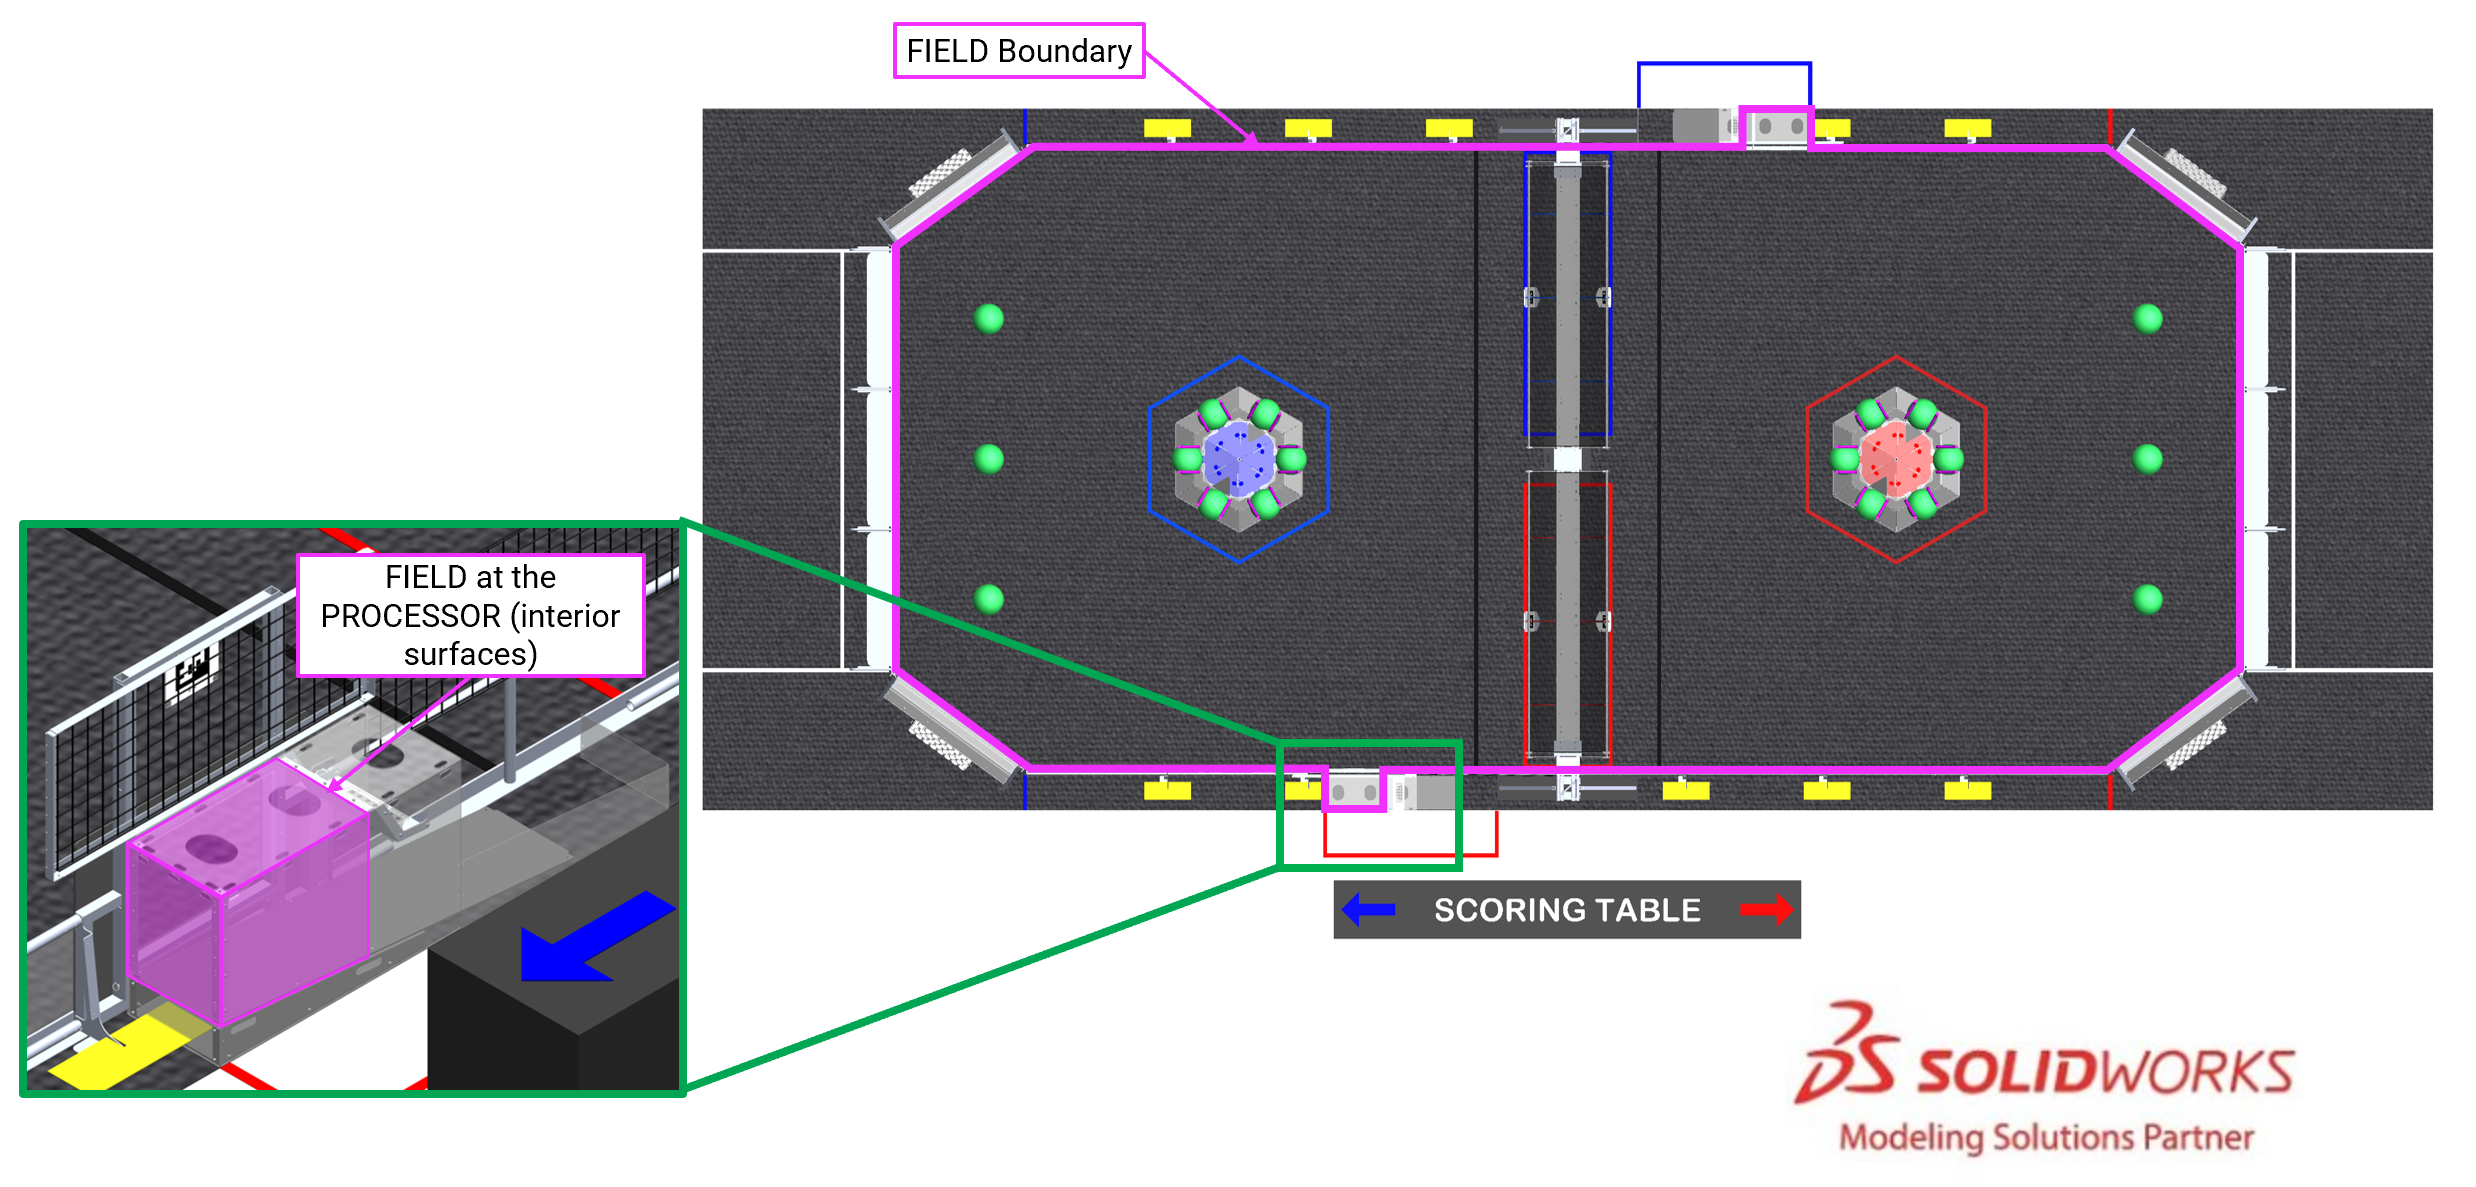 FIELD Boundary
FIELD at the
PROCESSOR (interior
surfaces)
SCORING TABLE
SOLIDWORKS
Modeling Solutions Partner